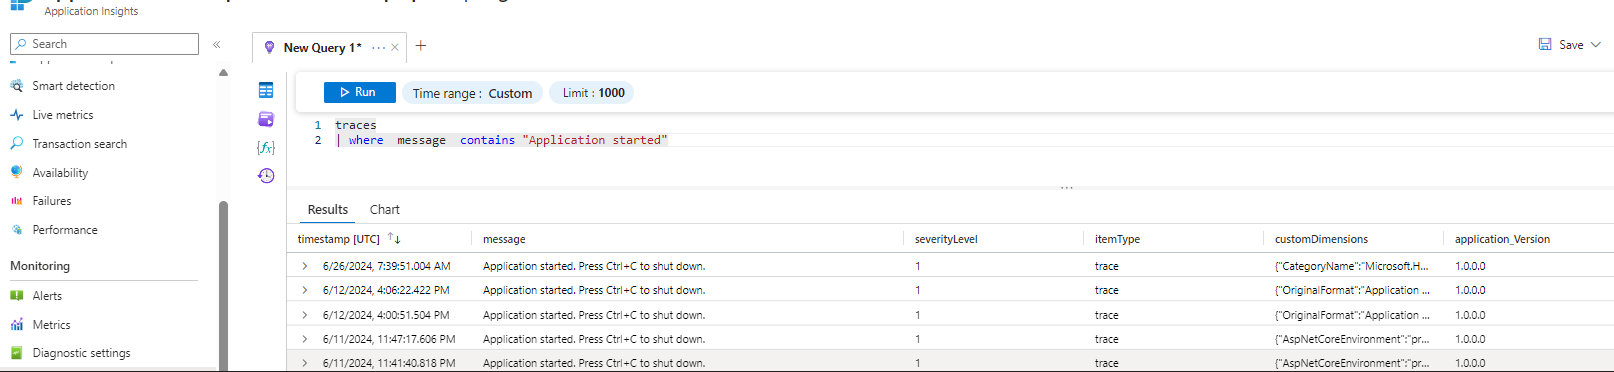 Application Insights
Search
«
New Query 1* ··· × +
Save
Smart detection
Live metrics
Transaction search
Availability
Failures
Performance
Monitoring
Alerts
Metrics
Diagnostic settings
Run Time range : Custom Limit : 1000
1 traces
2 | where message contains "Application started"
···
Results Chart
timestamp [UTC] ↑↓ message severityLevel itemType customDimensions application_Version
> 6/26/2024, 7:39:51.004 AM Application started. Press Ctrl+C to shut down. 1 trace {"CategoryName":"Microsoft.H... 1.0.0.0
> 6/12/2024, 4:06:22.422 PM Application started. Press Ctrl+C to shut down. 1 trace {"OriginalFormat":"Application ... 1.0.0.0
> 6/12/2024, 4:00:51.504 PM Application started. Press Ctrl+C to shut down. 1 trace {"OriginalFormat":"Application ... 1.0.0.0
> 6/11/2024, 11:47:17.606 PM Application started. Press Ctrl+C to shut down. 1 trace {"AspNetCoreEnvironment":"pr... 1.0.0.0
> 6/11/2024, 11:41:40.818 PM Application started. Press Ctrl+C to shut down. 1 trace {"AspNetCoreEnvironment":"pr... 1.0.0.0